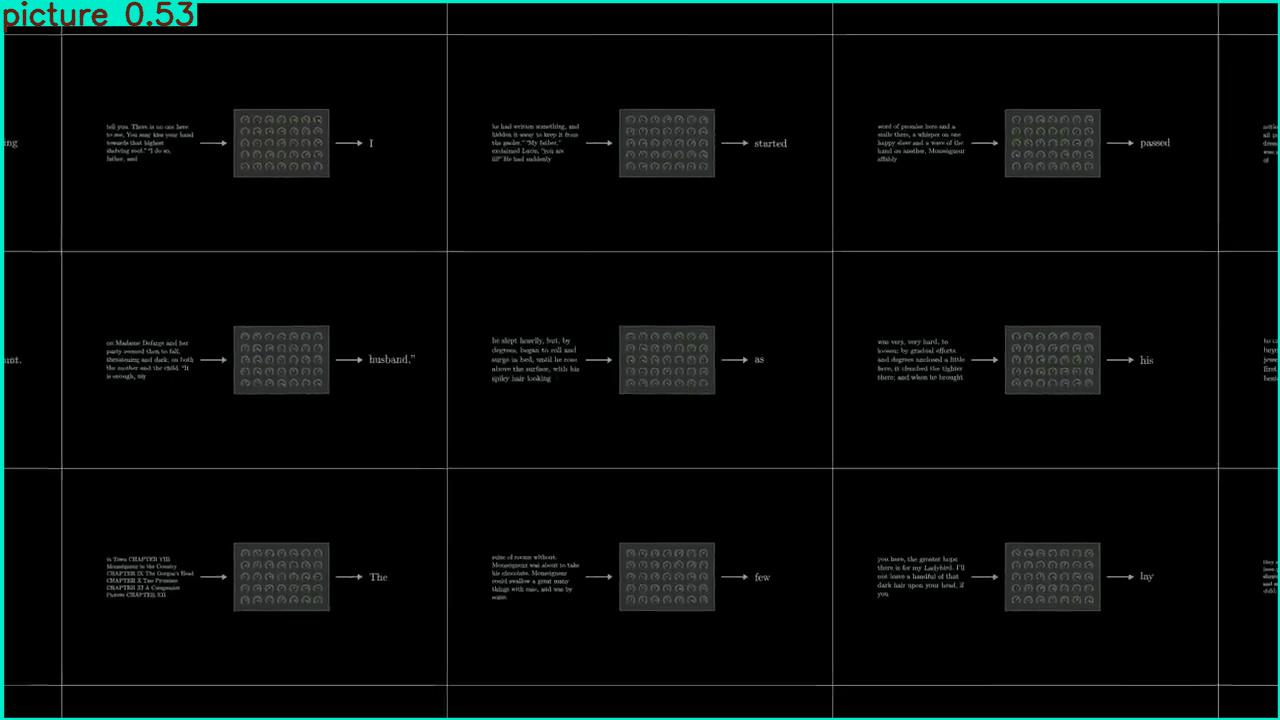 picture 0.53
tell you. There is no one here
to see. You may kiss your hand
towards that highest
shelving roof." "I do so,
father, and
I
he had written something, and
hidden it away to keep it from
the gaoler. "My father,"
exclaimed Lucie, "you are
ill!" He had suddenly
started
word of promise here and a
smile there, a whisper on one
happy slave and a wave of the
hand on another, Monseigneur
affably
passed
on Madame Defarge and her
party seemed then to fall,
threatening and dark, on both
the mother and the child. "It
is enough, my
husband,"
he slept heavily, but, by
degrees, began to roll and
surge in bed, until he rose
above the surface, with his
spiky hair looking
as
was very, very hard, to
loosen; by gradual efforts
and degrees unclosed a little
here, it clenched the tighter
there; and when he brought
his
in Town CHAPTER VIII
Monseigneur in the Country
CHAPTER IX The Gorgon's Head
CHAPTER X Two Promises
CHAPTER XI A Companion
Picture CHAPTER XII
The
suite of rooms without.
Monseigneur was about to take
his chocolate. Monseigneur
could swallow a great many
things with ease, and was by
some
few
you here, the greater hope
there is for my Ladybird. I'll
not leave a handful of that
dark hair upon your head, if
you
lay